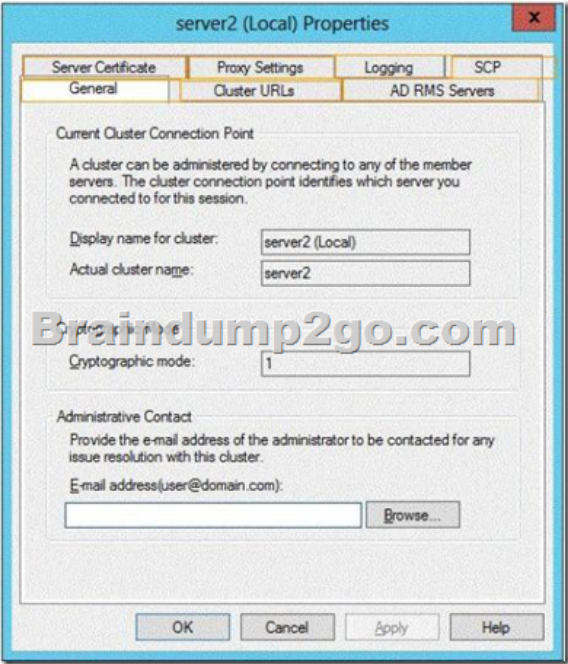 server2 (Local) Properties
x
Server Certificate
Proxy Settings
Logging
SCP
General
Cluster URLs
AD RMS Servers
Current Cluster Connection Point
A cluster can be administered by connecting to any of the member
servers. The cluster connection point identifies which server you
connected to for this session.
Display name for cluster:
server2 (Local)
Actual cluster name:
server2
Cryptographic Mode
Braindump2go.com
Cryptographic mode:
1
Administrative Contact
Provide the e-mail address of the administrator to be contacted for any
issue resolution with this cluster.
E-mail address(user@domain.com):
Browse...
OK
Cancel
Apply
Help